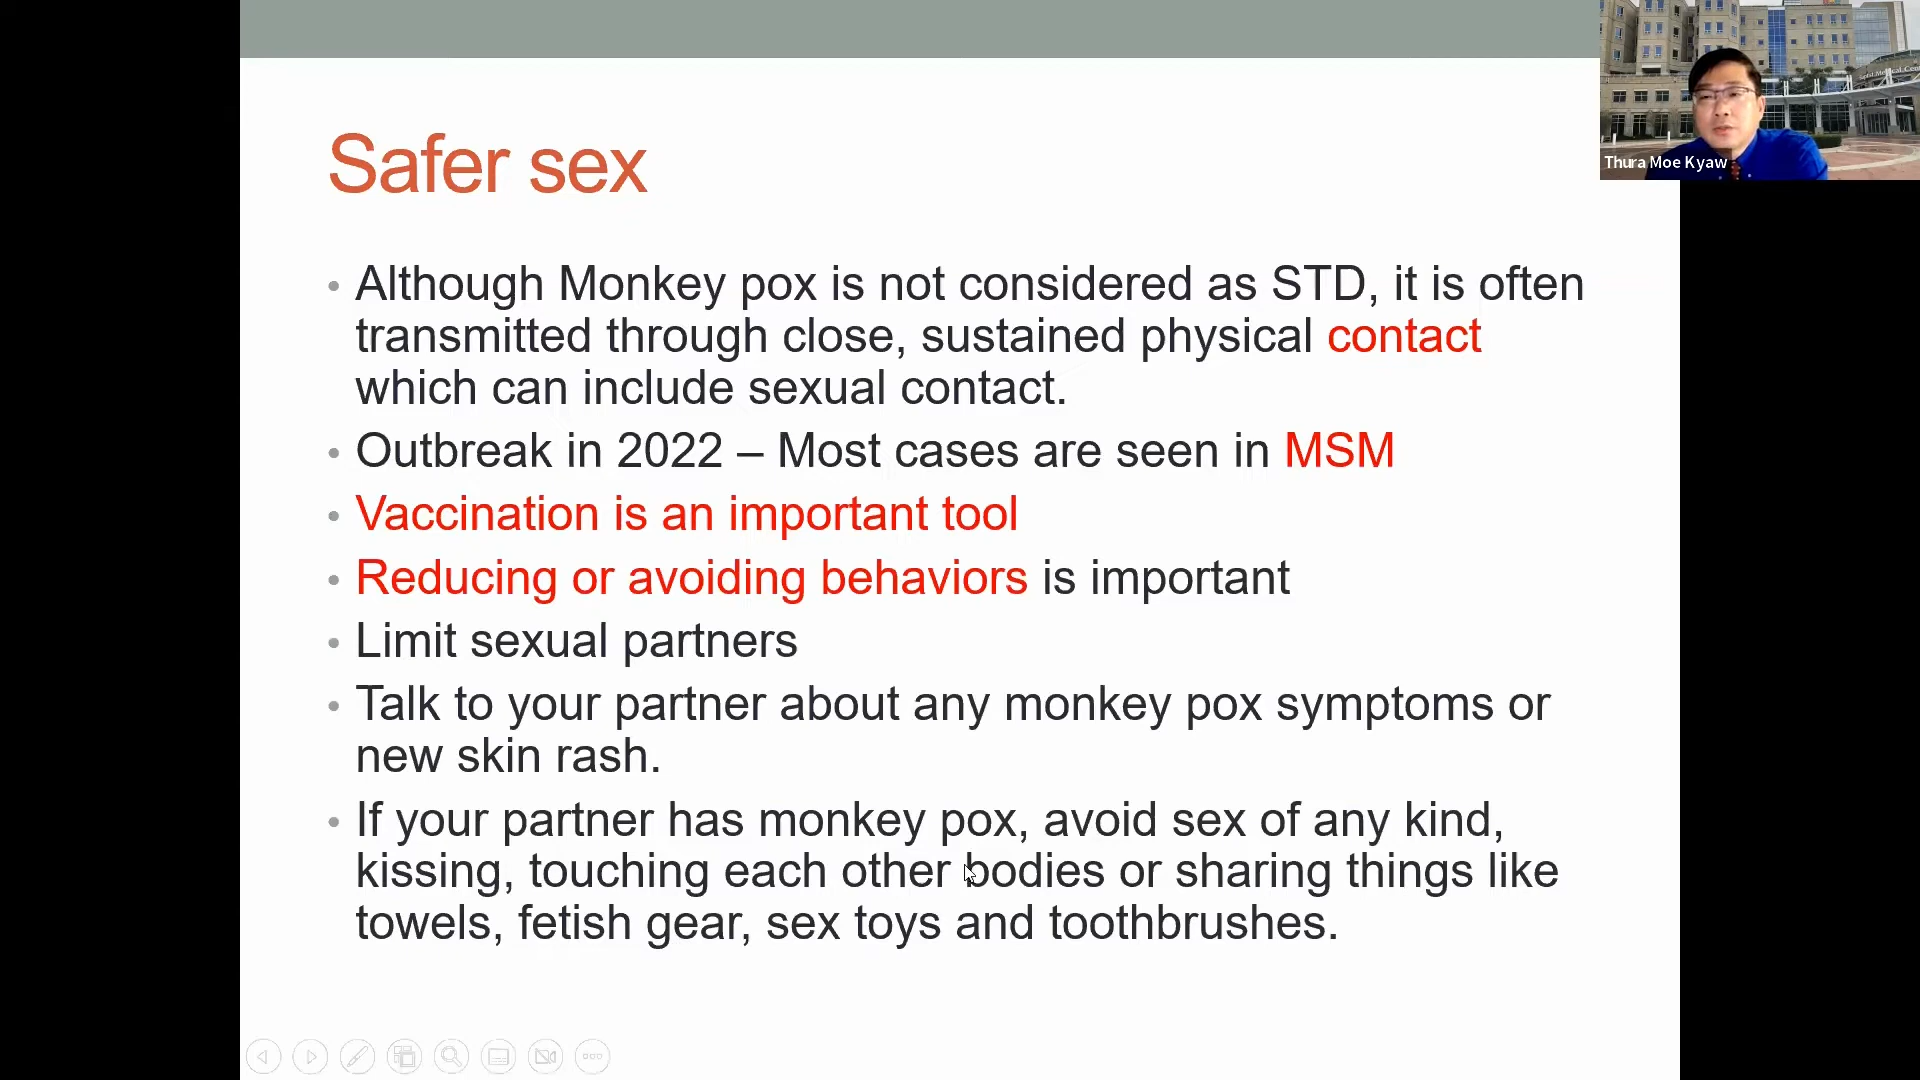 Safer sex
• Although Monkey pox is not considered as STD, it is often
transmitted through close, sustained physical contact
which can include sexual contact.
• Outbreak in 2022 – Most cases are seen in MSM
• Vaccination is an important tool
• Reducing or avoiding behaviors is important
• Limit sexual partners
• Talk to your partner about any monkey pox symptoms or
new skin rash.
• If your partner has monkey pox, avoid sex of any kind,
kissing, touching each other bodies or sharing things like
towels, fetish gear, sex toys and toothbrushes.
Thura Moe Kyaw